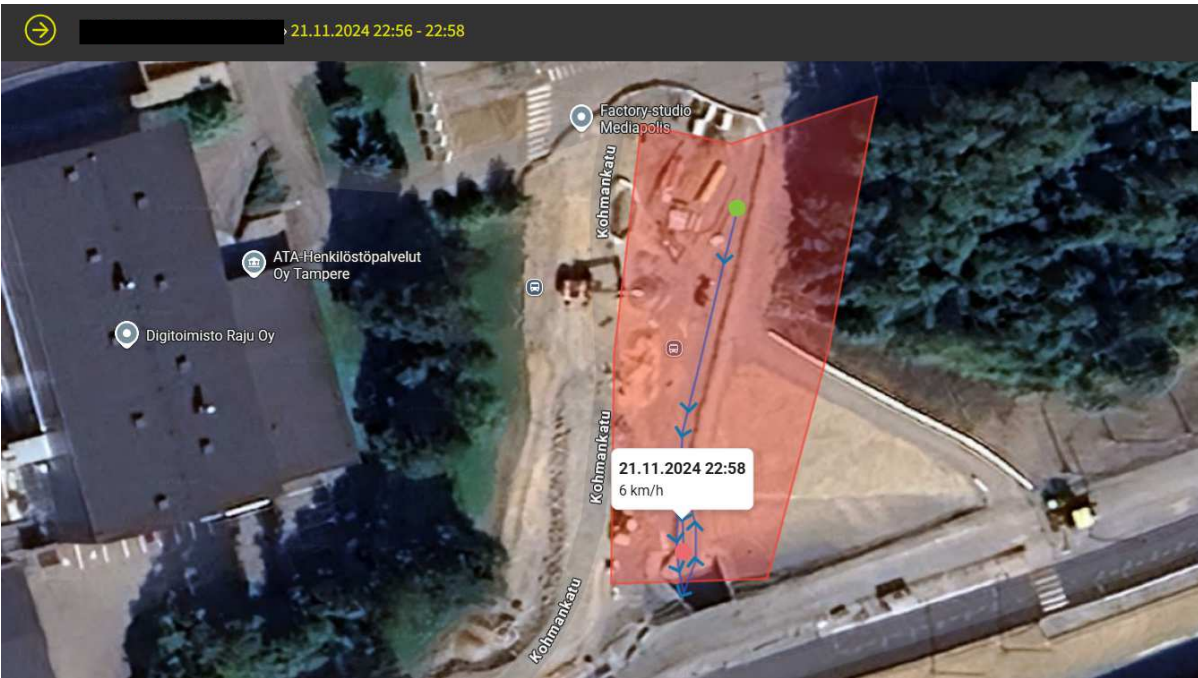 21.11.2024 22:56 - 22:58
Factory-studio
Mediapolis
Kohmankatu
ATA-Henkilöstöpalvelut
Oy Tampere
Digitoimisto Raju Oy
Kohmankatu
21.11.2024 22:58
6 km/h
Kohmankatu